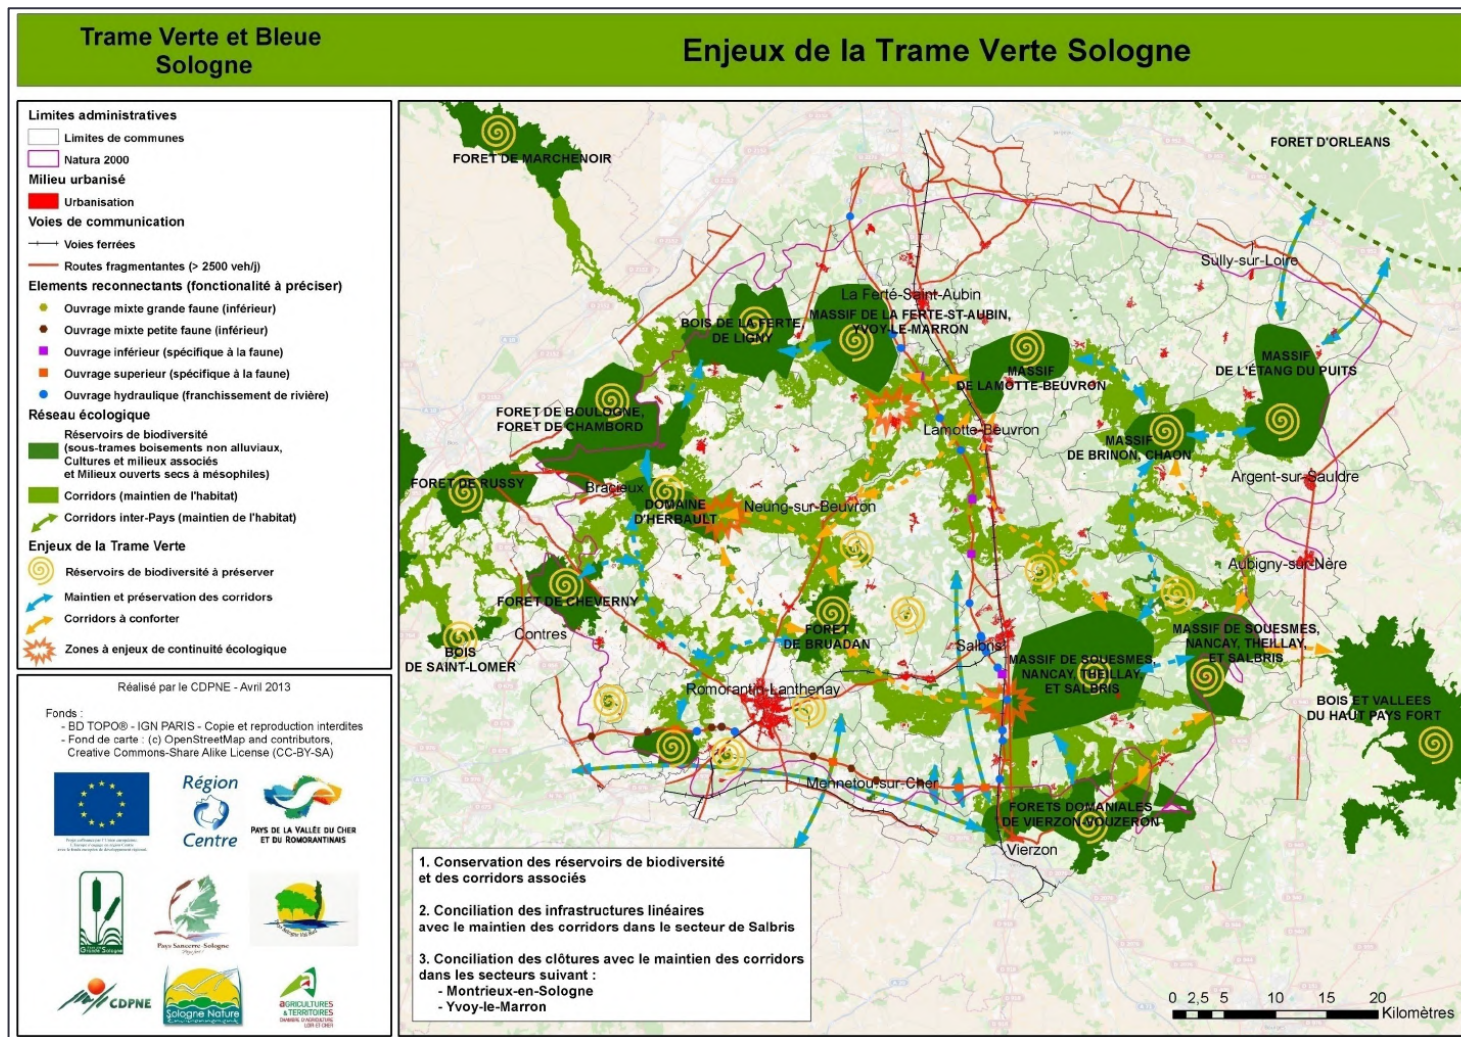 Trame Verte et Bleue
Sologne
Enjeux de la Trame Verte Sologne
Limites administratives
Limites de communes
Natura 2000
Milieu urbanisé
Urbanisation
Voies de communication
Voies ferrées
Routes fragmentantes (> 2500 veh/j)
Elements reconnectants (fonctionalité à préciser)
Ouvrage mixte grande faune (inférieur)
Ouvrage mixte petite faune (inférieur)
Ouvrage inférieur (spécifique à la faune)
Ouvrage superieur (spécifique à la faune)
Ouvrage hydraulique (franchissement de rivière)
Réseau écologique
Réservoirs de biodiversité
(sous-trames boisements non alluviaux,
Cultures et milieux associés
et Milieux ouverts secs à mésophiles)
Corridors (maintien de l'habitat)
Corridors inter-Pays (maintien de l'habitat)
Enjeux de la Trame Verte
Réservoirs de biodiversité à préserver
Maintien et préservation des corridors
Corridors à conforter
Zones à enjeux de continuité écologique
Réalisé par le CDPNE - Avril 2013
Fonds :
- BD TOPO® - IGN PARIS - Copie et reproduction interdites
- Fond de carte : (c) OpenStreetMap and contributors,
Creative Commons-Share Alike License (CC-BY-SA)
Région
Centre
PAYS DE LA VALLÉE DU CHER
ET DU ROMORANTINAIS
Grande Sologne
Pays Sancerre-Sologne
CDPNE
Sologne Nature
AGRICULTURES
& TERRITOIRES
CHAMBRE D'AGRICULTURE
LOIR-ET-CHER
FORET DE MARCHENOIR
FORET D'ORLEANS
Sully-sur-Loire
La Ferté-Saint-Aubin
BOIS DE LA FERTE,
DE LIGNY
MASSIF DE LA FERTE-ST-AUBIN,
YVOY-LE-MARRON
MASSIF
DE LAMOTTE-BEUVRON
MASSIF
DE L'ÉTANG DU PUITS
FORET DE BOULOGNE,
FORET DE CHAMBORD
Lamotte-Beuvron
MASSIF
DE BRINON, CHAON
Argent-sur-Sauldre
FORET DE RUSSY
Bracieux
DOMAINE
D'HERBAULT
Neung-sur-Beuvron
Aubigny-sur-Nère
FORET DE CHEVERNY
Contres
BOIS
DE SAINT-LOMER
FORET
DE BRUADAN
Salbris
MASSIF DE SOUESMES,
NANCAY, THEILLAY,
ET SALBRIS
MASSIF DE SOUESMES,
NANCAY, THEILLAY,
ET SALBRIS
Romorantin-Lanthenay
BOIS ET VALLEES
DU HAUT PAYS FORT
Mennetou-sur-Cher
FORETS DOMANIALES
DE VIERZON-VOUZERON
Vierzon
1. Conservation des réservoirs de biodiversité
et des corridors associés
2. Conciliation des infrastructures linéaires
avec le maintien des corridors dans le secteur de Salbris
3. Conciliation des clôtures avec le maintien des corridors
dans les secteurs suivant :
- Montrieux-en-Sologne
- Yvoy-le-Marron
0 2,5 5 10 15 20
Kilomètres